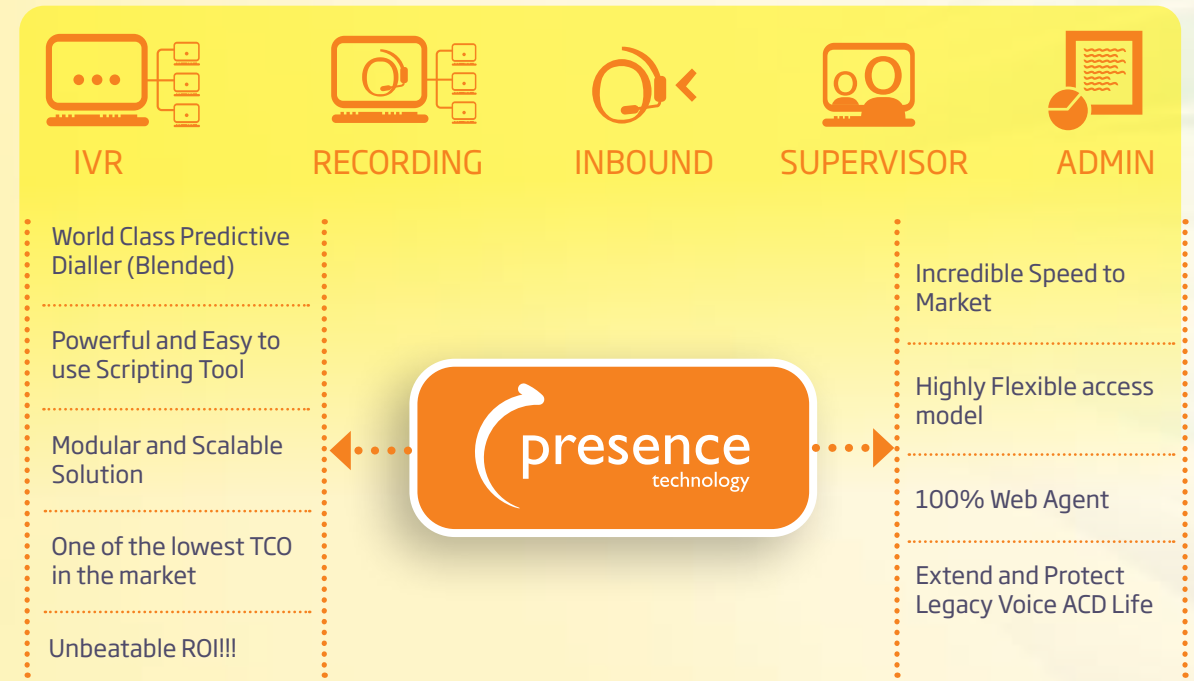 IVR
RECORDING
INBOUND
SUPERVISOR
ADMIN
World Class Predictive
Dialler (Blended)
Powerful and Easy to
use Scripting Tool
Modular and Scalable
Solution
One of the lowest TCO
in the market
Unbeatable ROI!!!
presence
technology
Incredible Speed to
Market
Highly Flexible access
model
100% Web Agent
Extend and Protect
Legacy Voice ACD Life